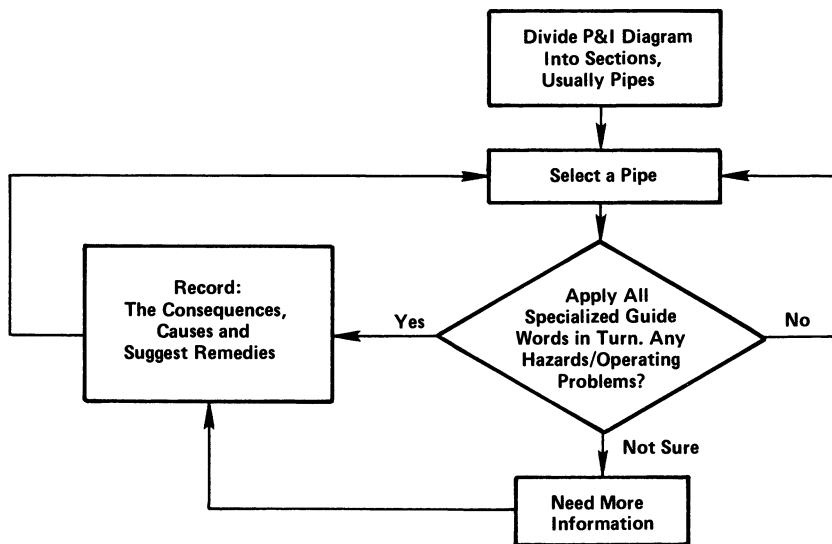 Divide P&I Diagram
Into Sections,
Usually Pipes
Select a Pipe
Record:
The Consequences,
Causes and
Suggest Remedies
Yes
Apply All
Specialized Guide
Words in Turn. Any
Hazards/Operating
Problems?
No
Not Sure
Need More
Information